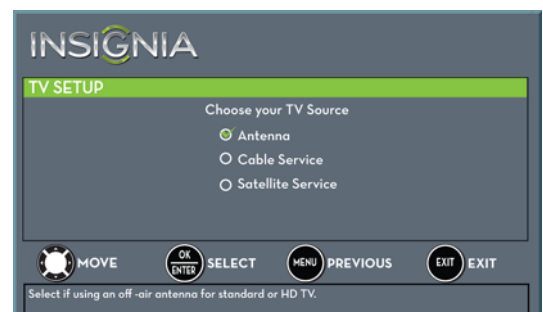 INSIGNIA
TV SETUP
Choose your TV Source
Antenna
Cable Service
Satellite Service
MOVE OK ENTER SELECT MENU PREVIOUS EXIT EXIT
Select if using an off -air antenna for standard or HD TV.